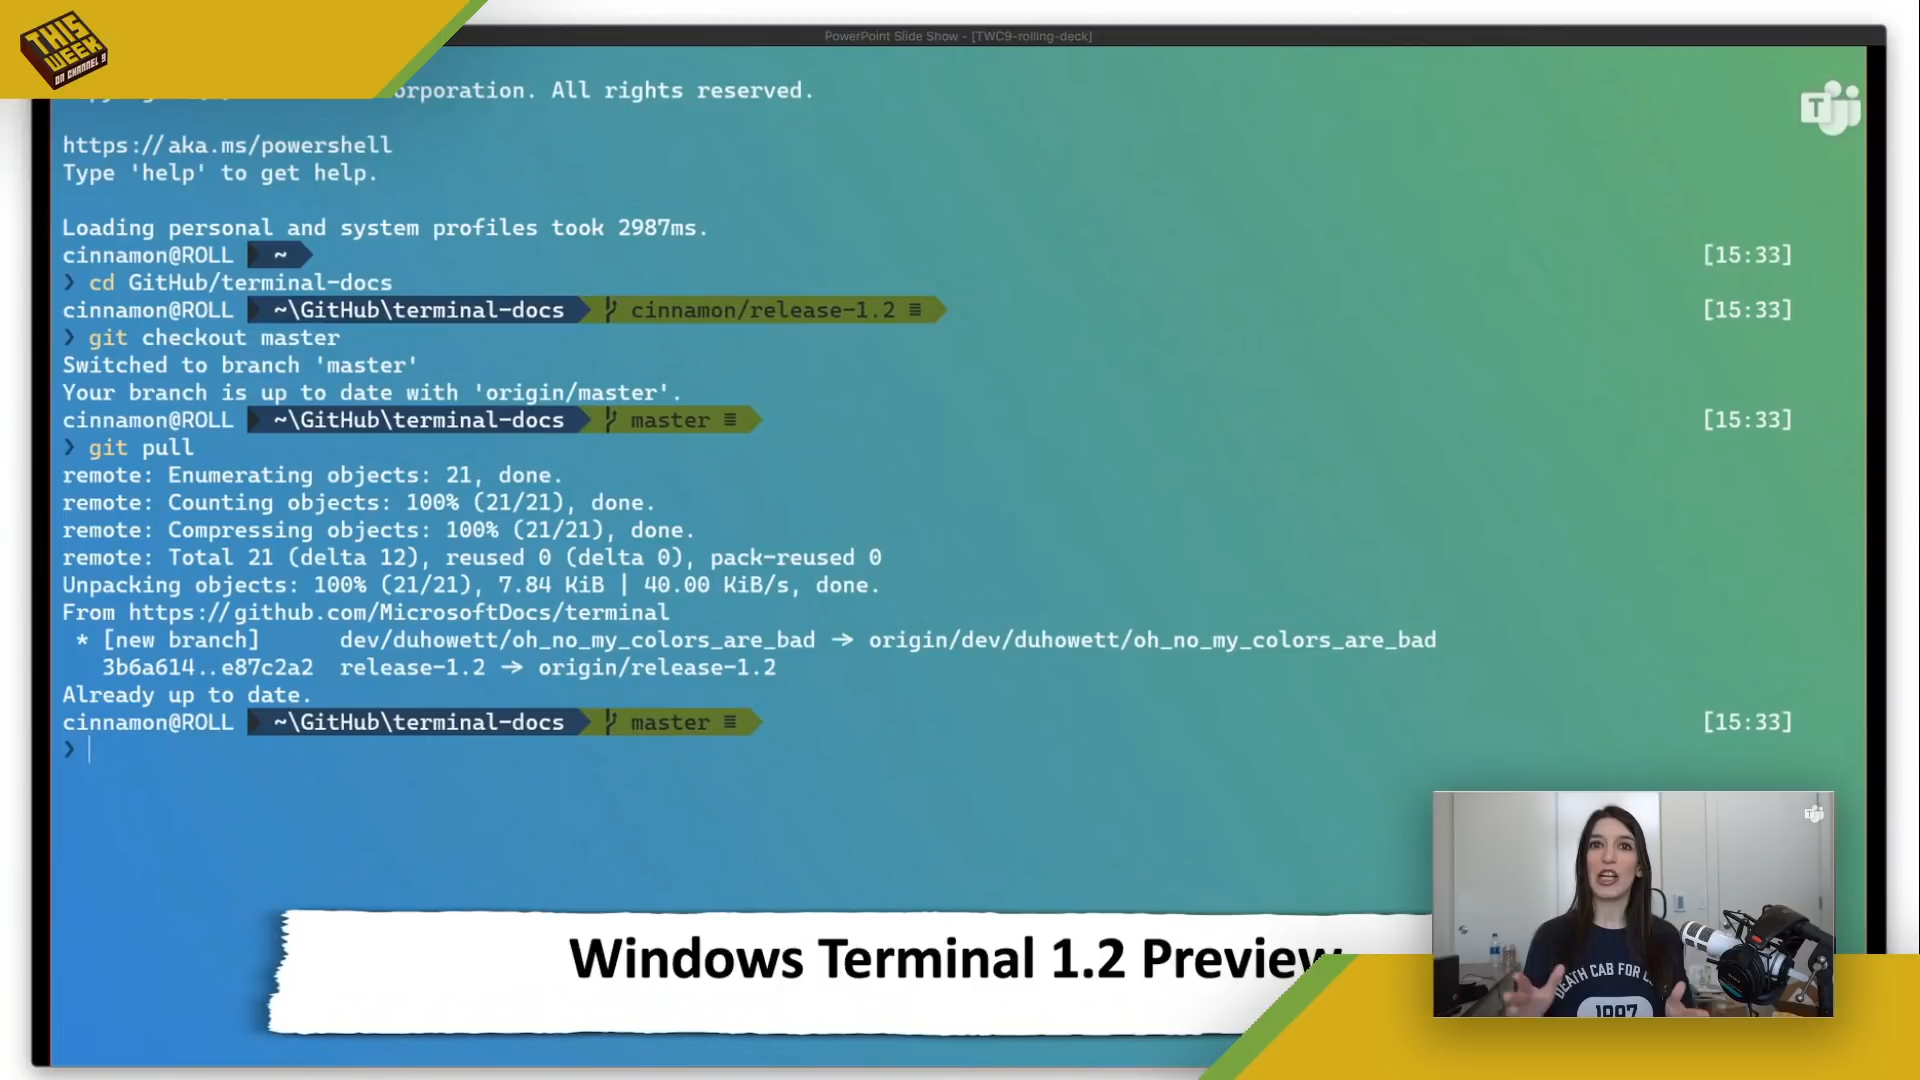 THIS
WEEK
ON CHANNEL 9
PowerPoint Slide Show - [TWC9-rolling-deck]
orporation. All rights reserved.
T
https://aka.ms/powershell
Type 'help' to get help.
Loading personal and system profiles took 2987ms.
cinnamon@ROLL ~ [15:33]
❯ cd GitHub/terminal-docs
cinnamon@ROLL ~\GitHub\terminal-docs cinnamon/release-1.2 ≡ [15:33]
❯ git checkout master
Switched to branch 'master'
Your branch is up to date with 'origin/master'.
cinnamon@ROLL ~\GitHub\terminal-docs master ≡ [15:33]
❯ git pull
remote: Enumerating objects: 21, done.
remote: Counting objects: 100% (21/21), done.
remote: Compressing objects: 100% (21/21), done.
remote: Total 21 (delta 12), reused 0 (delta 0), pack-reused 0
Unpacking objects: 100% (21/21), 7.84 KiB | 40.00 KiB/s, done.
From https://github.com/MicrosoftDocs/terminal
* [new branch] dev/duhowett/oh_no_my_colors_are_bad -> origin/dev/duhowett/oh_no_my_colors_are_bad
3b6a614..e87c2a2 release-1.2 -> origin/release-1.2
Already up to date.
cinnamon@ROLL ~\GitHub\terminal-docs master ≡ [15:33]
❯
Windows Terminal 1.2 Preview
DEATH CAB FOR C
1997